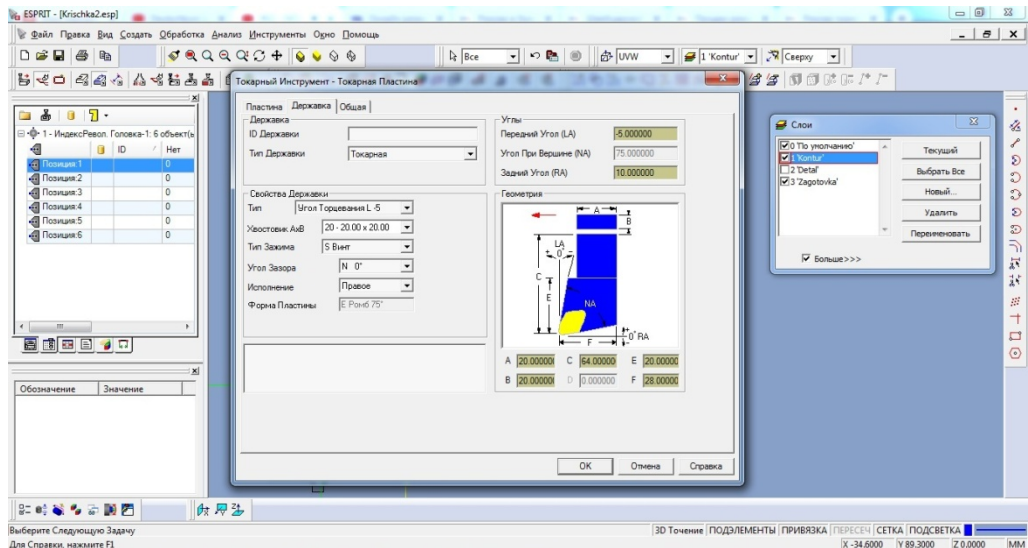 ESPRIT - [Krischka2.esp]
Файл Правка Вид Создать Обработка Анализ Инструменты Окно Помощь
Все UVW 1 'Kontur' Сверху
Токарный Инструмент - Токарная Пластина
Пластина Державка Общая
Державка
ID Державки
Тип Державки Токарная
Углы
Передний Угол (LA) -5.000000
Угол При Вершине (NA) 75.000000
Задний Угол (RA) 10.000000
Свойства Державки
Тип Угол Торцевания L -5
Хвостовик AxB 20 - 20.00 x 20.00
Тип Зажима S Винт
Угол Зазора N 0°
Исполнение Правое
Форма Пластины E Ромб 75°
Геометрия
A
B
LA
0°
C
E
NA
0° RA
F
A 20.00000 C 64.00000 E 20.00000
B 20.00000 D 0.000000 F 28.00000
OK Отмена Справка
1 - ИндексРевол. Головка-1: 6 объект(ы
ID Нет
Позиция:1 0
Позиция:2 0
Позиция:3 0
Позиция:4 0
Позиция:5 0
Позиция:6 0
Обозначение Значение
Слои
0 'По умолчанию'
1 'Kontur'
2 'Detal'
3 'Zagotovka'
Текущий
Выбрать Все
Новый...
Удалить
Переименовать
Больше>>>
Выберите Следующую Задачу
3D Точение ПОДЭЛЕМЕНТЫ ПРИВЯЗКА ПЕРЕСЕЧ СЕТКА ПОДСВЕТКА
Для Справки, нажмите F1
X -34.6000 Y 89.3000 Z 0.0000 MM